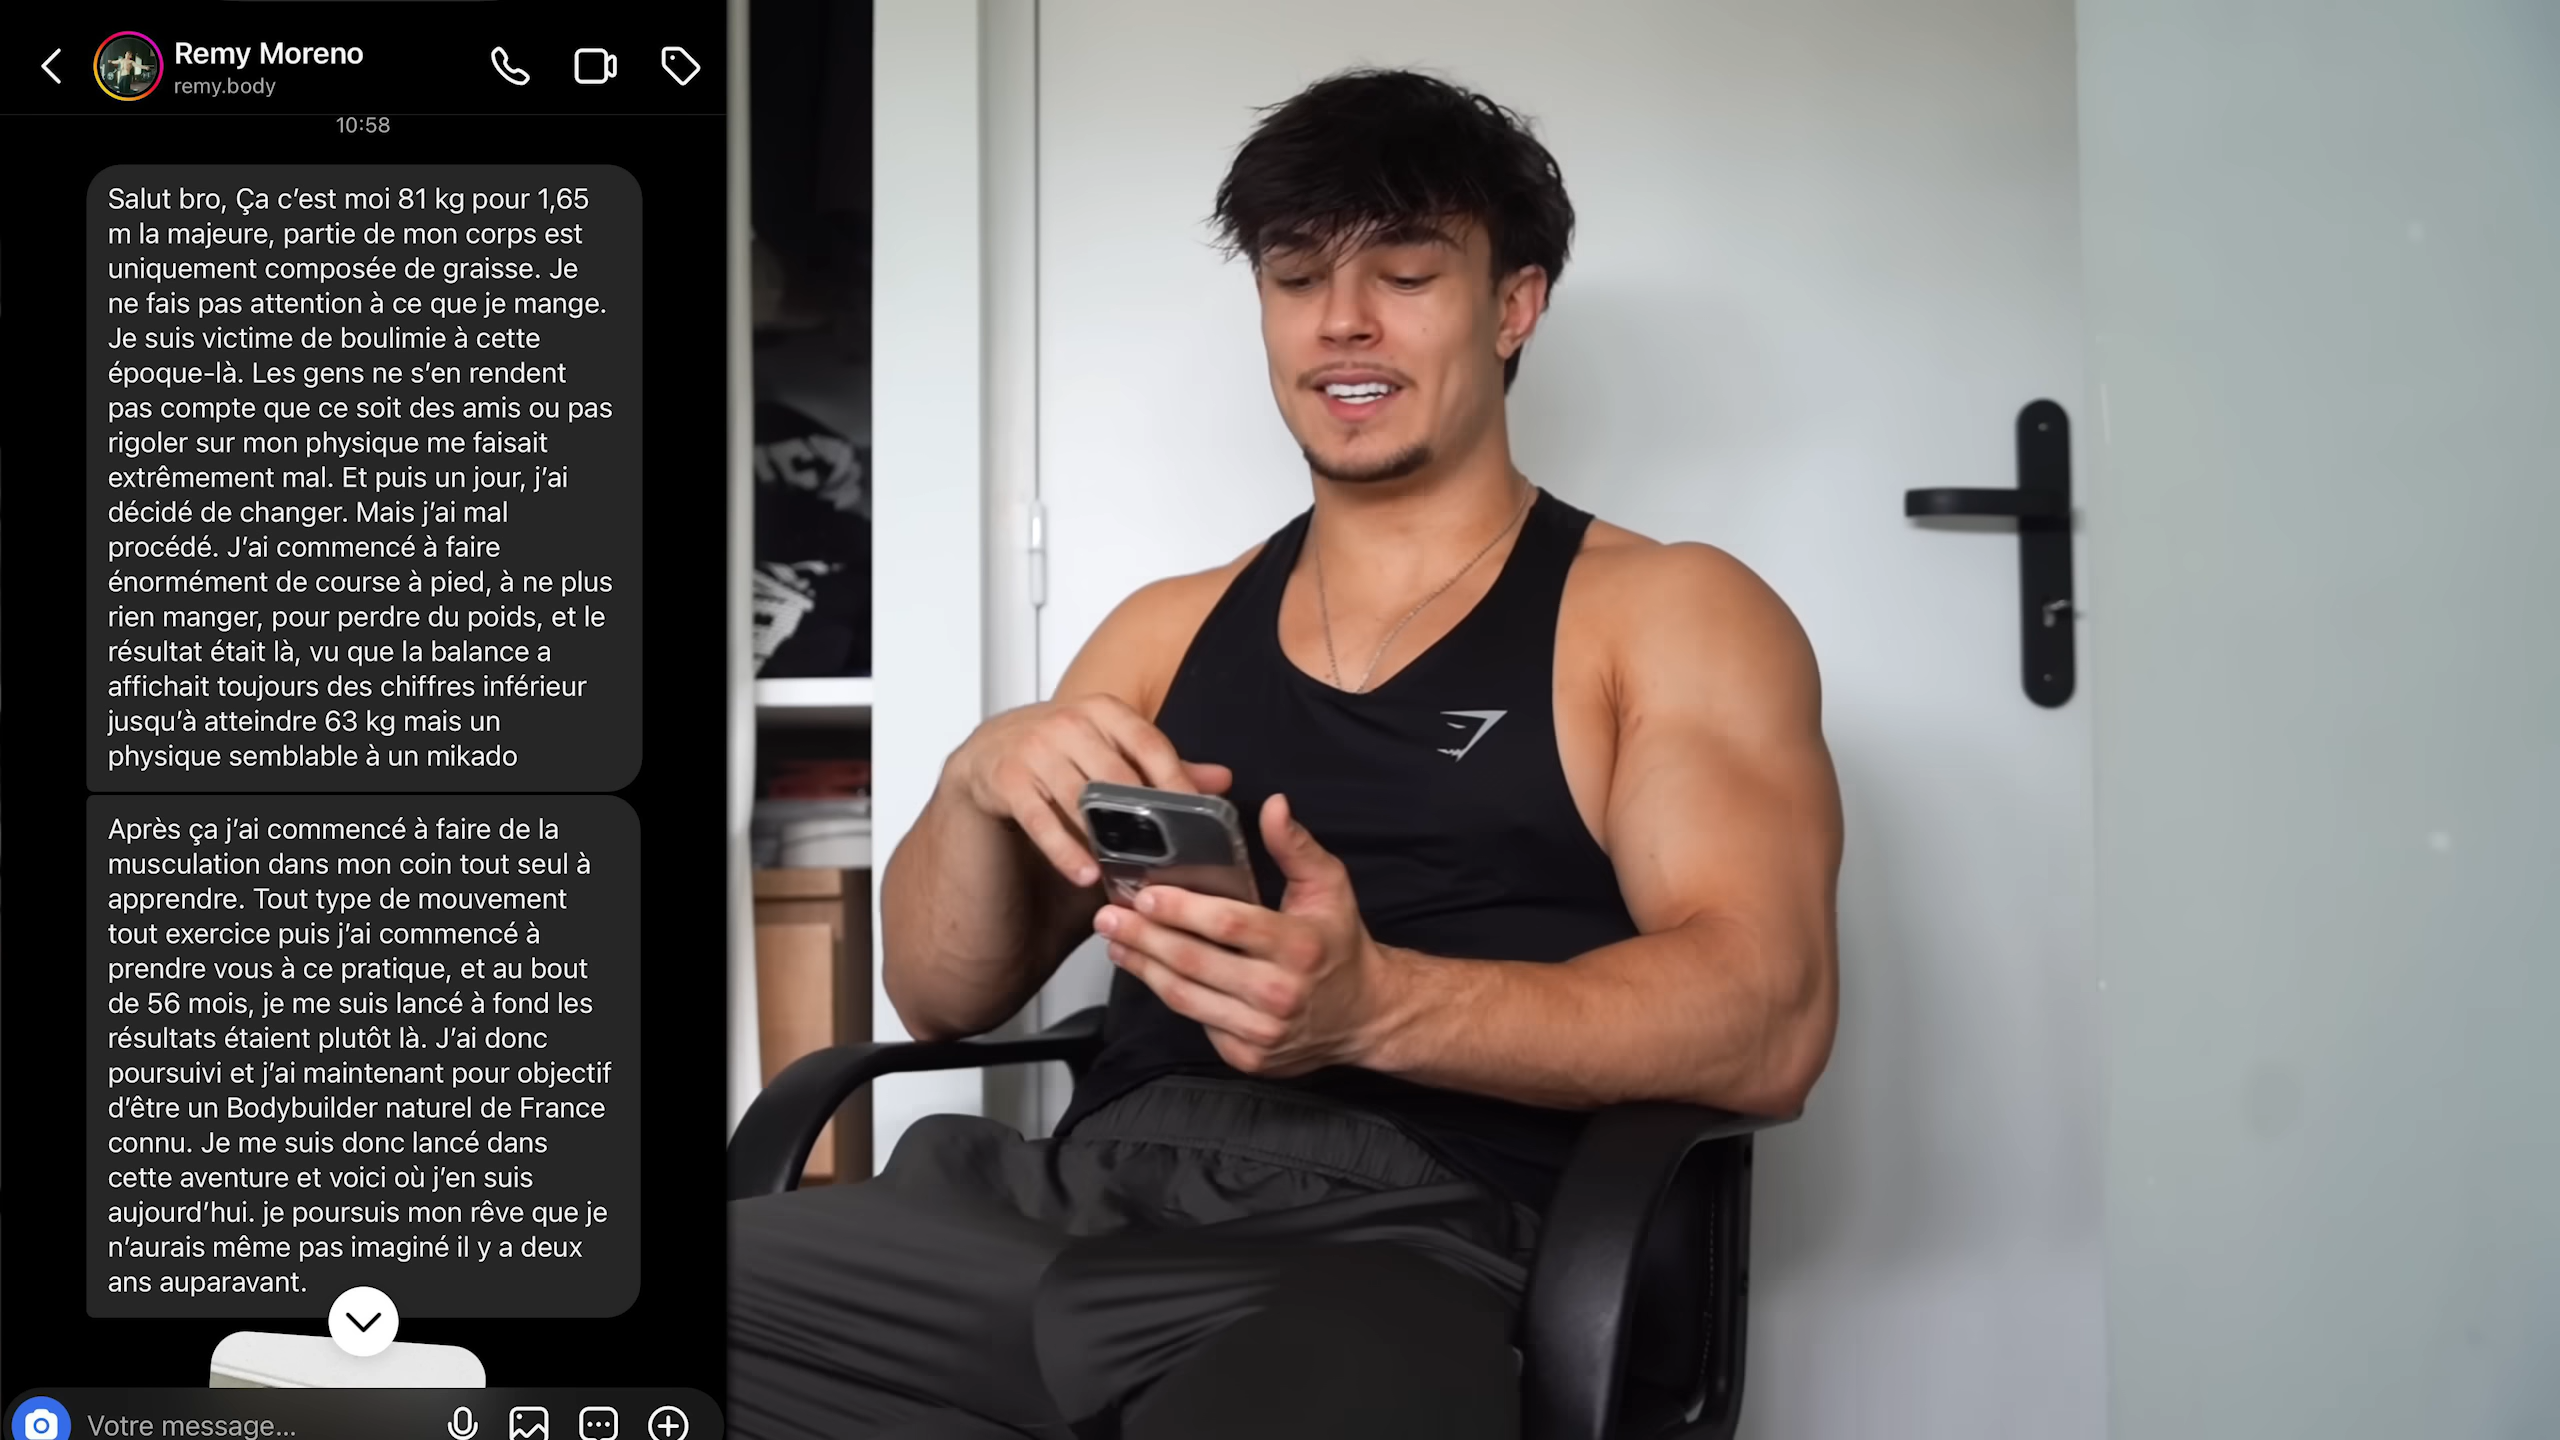 Remy Moreno
remy.body
10:58
Salut bro, Ça c’est moi 81 kg pour 1,65
m la majeure, partie de mon corps est
uniquement composée de graisse. Je
ne fais pas attention à ce que je mange.
Je suis victime de boulimie à cette
époque-là. Les gens ne s’en rendent
pas compte que ce soit des amis ou pas
rigoler sur mon physique me faisait
extrêmement mal. Et puis un jour, j’ai
décidé de changer. Mais j’ai mal
procédé. J’ai commencé à faire
énormément de course à pied, à ne plus
rien manger, pour perdre du poids, et le
résultat était là, vu que la balance a
affichait toujours des chiffres inférieur
jusqu’à atteindre 63 kg mais un
physique semblable à un mikado
Après ça j’ai commencé à faire de la
musculation dans mon coin tout seul à
apprendre. Tout type de mouvement
tout exercice puis j’ai commencé à
prendre vous à ce pratique, et au bout
de 56 mois, je me suis lancé à fond les
résultats étaient plutôt là. J’ai donc
poursuivi et j’ai maintenant pour objectif
d’être un Bodybuilder naturel de France
connu. Je me suis donc lancé dans
cette aventure et voici où j’en suis
aujourd’hui. je poursuis mon rêve que je
n’aurais même pas imaginé il y a deux
ans auparavant.
Votre message...